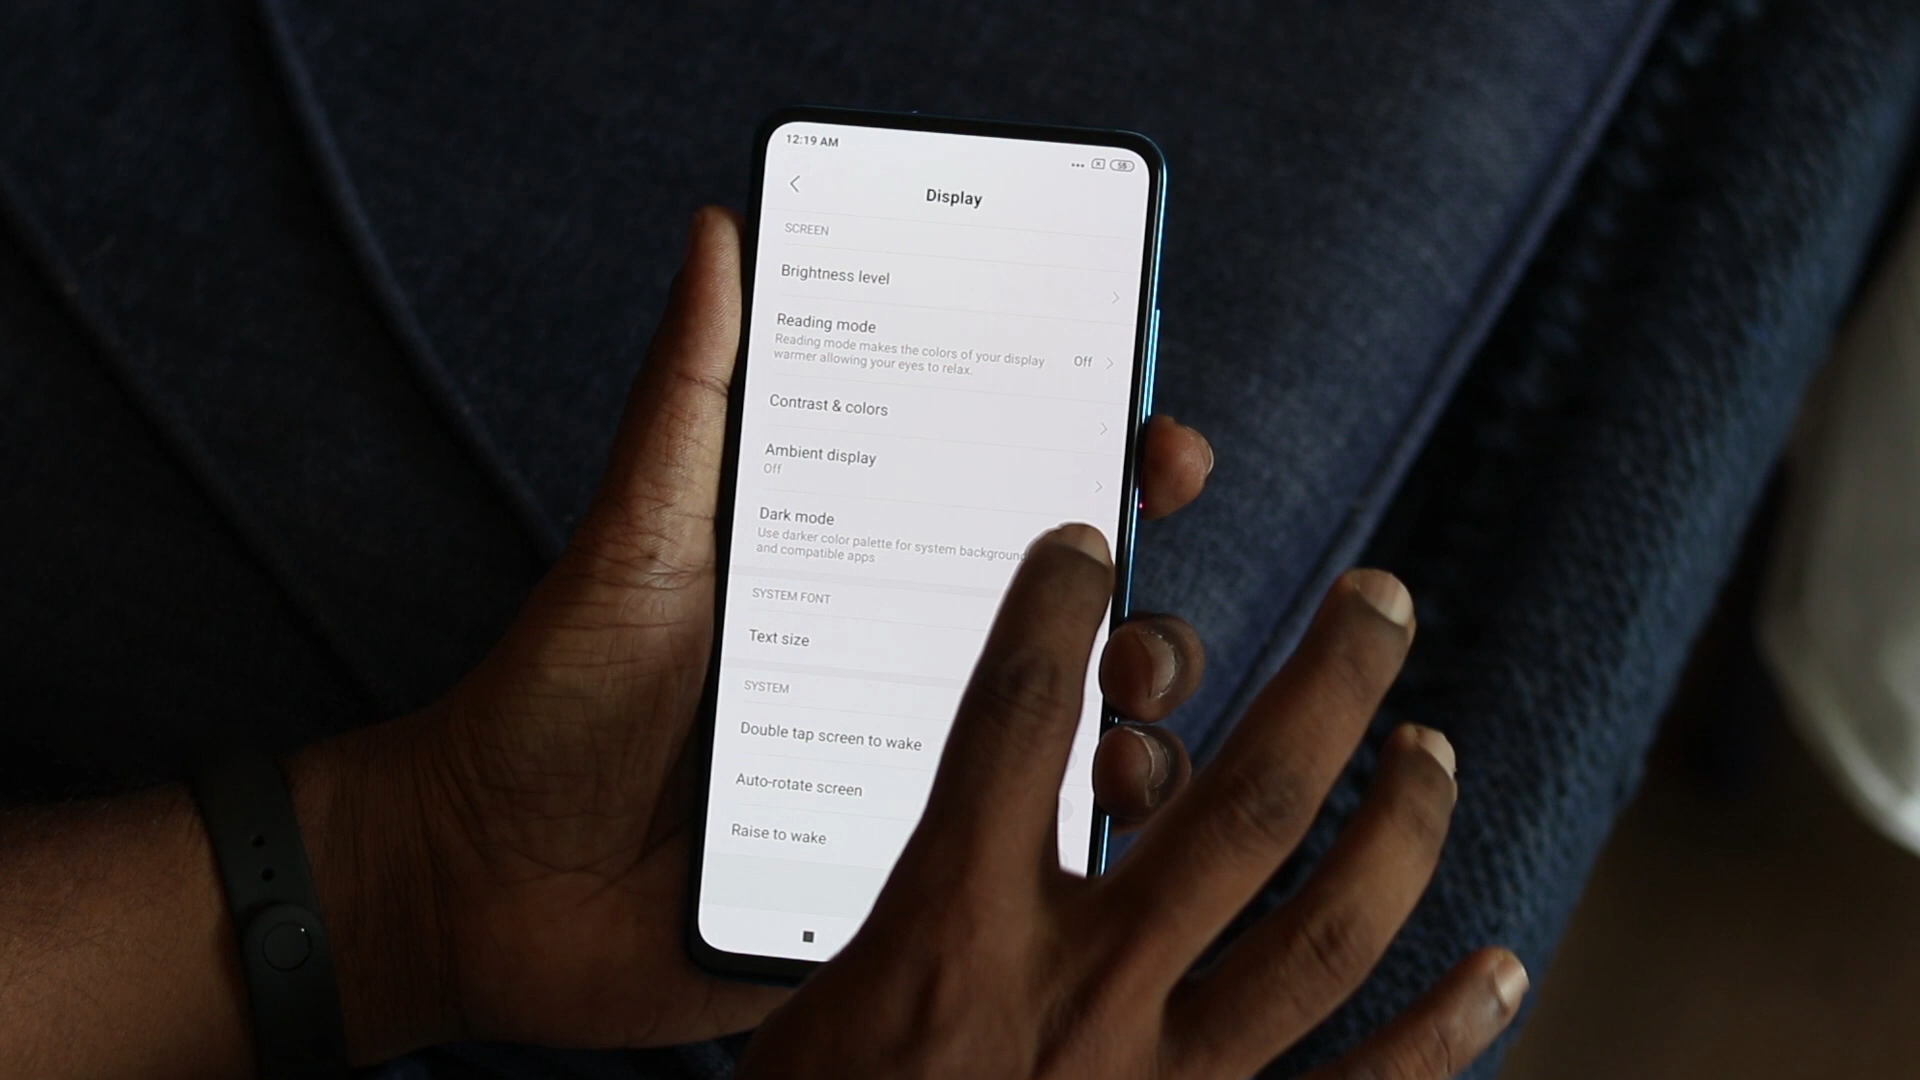 12:19 AM
55
Display
SCREEN
Brightness level
Reading mode
Reading mode makes the colors of your display
warmer allowing your eyes to relax.
Off
Contrast & colors
Ambient display
Off
Dark mode
Use darker color palette for system background
and compatible apps
SYSTEM FONT
Text size
SYSTEM
Double tap screen to wake
Auto-rotate screen
Raise to wake